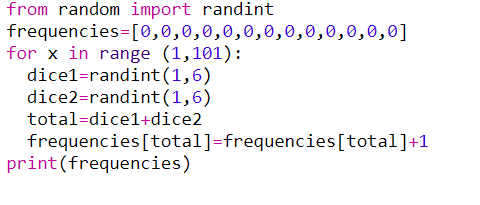 from random import randint
frequencies=[0,0,0,0,0,0,0,0,0,0,0,0,0]
for x in range (1,101):
  dice1=randint(1,6)
  dice2=randint(1,6)
  total=dice1+dice2
  frequencies[total]=frequencies[total]+1
print(frequencies)